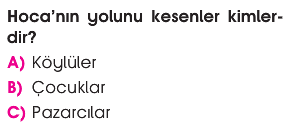 Hoca’nın yolunu kesenler kimler-
dir?
A) Köylüler
B) Çocuklar
C) Pazarcılar